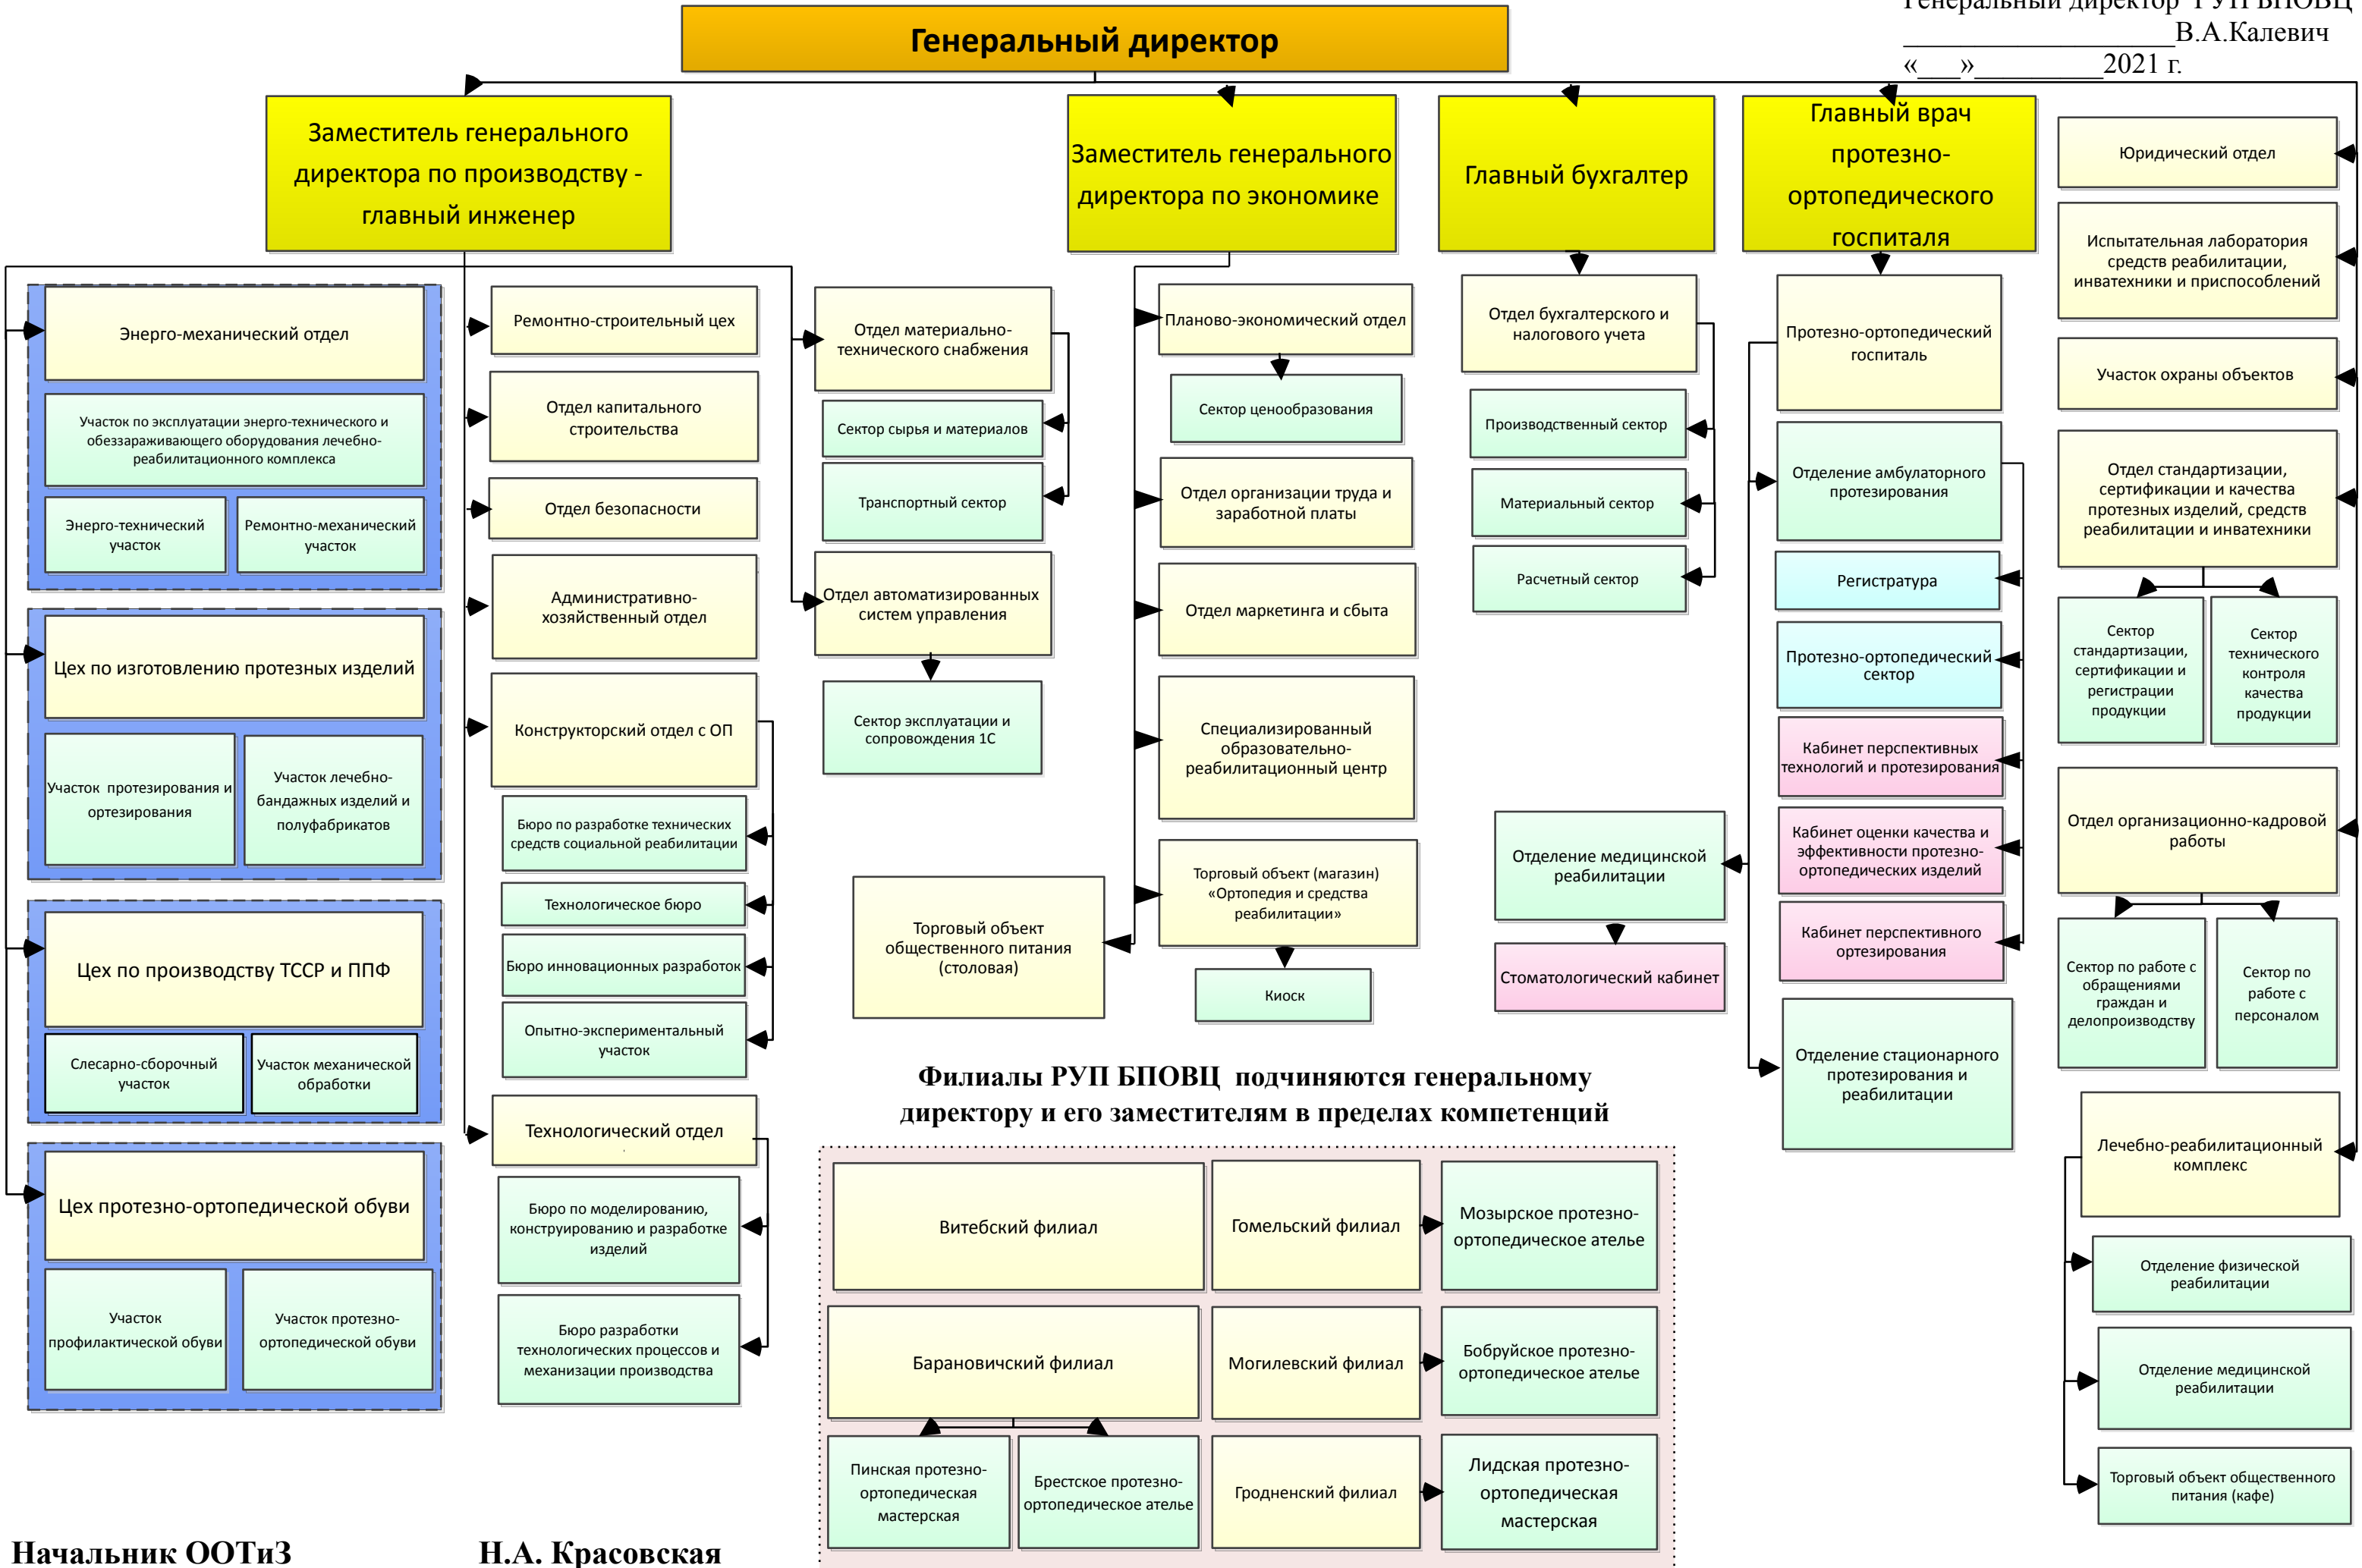 Генеральный директор РУП БПОВЦ
____________________В.А.Калевич
«___»__________2021 г.
Генеральный директор
Заместитель генерального
директора по производству -
главный инженер
Заместитель генерального
директора по экономике
Главный бухгалтер
Главный врач
протезно-
ортопедического
госпиталя
Энерго-механический отдел
Участок по эксплуатации энерго-технического и
обеззараживающего оборудования лечебно-
реабилитационного комплекса
Энерго-технический
участок
Ремонтно-механический
участок
Цех по изготовлению протезных изделий
Участок протезирования и
ортезирования
Участок лечебно-
бандажных изделий и
полуфабрикатов
Цех по производству ТССР и ППФ
Слесарно-сборочный
участок
Участок механической
обработки
Цех протезно-ортопедической обуви
Участок
профилактической обуви
Участок протезно-
ортопедической обуви
Ремонтно-строительный цех
Отдел капитального
строительства
Отдел безопасности
Административно-
хозяйственный отдел
Конструкторский отдел с ОП
Бюро по разработке технических
средств социальной реабилитации
Технологическое бюро
Бюро инновационных разработок
Опытно-экспериментальный
участок
Технологический отдел
Бюро по моделированию,
конструированию и разработке
изделий
Бюро разработки
технологических процессов и
механизации производства
Отдел материально-
технического снабжения
Сектор сырья и материалов
Транспортный сектор
Отдел автоматизированных
систем управления
Сектор эксплуатации и
сопровождения 1С
Планово-экономический отдел
Сектор ценообразования
Отдел организации труда и
заработной платы
Отдел маркетинга и сбыта
Специализированный
образовательно-
реабилитационный центр
Торговый объект (магазин)
«Ортопедия и средства
реабилитации»
Киоск
Торговый объект
общественного питания
(столовая)
Отдел бухгалтерского и
налогового учета
Производственный сектор
Материальный сектор
Расчетный сектор
Протезно-ортопедический
госпиталь
Отделение амбулаторного
протезирования
Регистратура
Протезно-ортопедический
сектор
Кабинет перспективных
технологий и протезирования
Кабинет оценки качества и
эффективности протезно-
ортопедических изделий
Кабинет перспективного
ортезирования
Отделение медицинской
реабилитации
Стоматологический кабинет
Отделение стационарного
протезирования и
реабилитации
Юридический отдел
Испытательная лаборатория
средств реабилитации,
инватехники и приспособлений
Участок охраны объектов
Отдел стандартизации,
сертификации и качества
протезных изделий, средств
реабилитации и инватехники
Сектор
стандартизации,
сертификации и
регистрации
продукции
Сектор
технического
контроля
качества
продукции
Отдел организационно-кадровой
работы
Сектор по работе с
обращениями
граждан и
делопроизводству
Сектор по
работе с
персоналом
Лечебно-реабилитационный
комплекс
Отделение физической
реабилитации
Отделение медицинской
реабилитации
Торговый объект общественного
питания (кафе)
Филиалы РУП БПОВЦ подчиняются генеральному
директору и его заместителям в пределах компетенций
Витебский филиал
Гомельский филиал
Мозырское протезно-
ортопедическое ателье
Барановичский филиал
Могилевский филиал
Бобруйское протезно-
ортопедическое ателье
Пинская протезно-
ортопедическая
мастерская
Брестское протезно-
ортопедическое ателье
Гродненский филиал
Лидская протезно-
ортопедическая
мастерская
Начальник ООТиЗ Н.А. Красовская